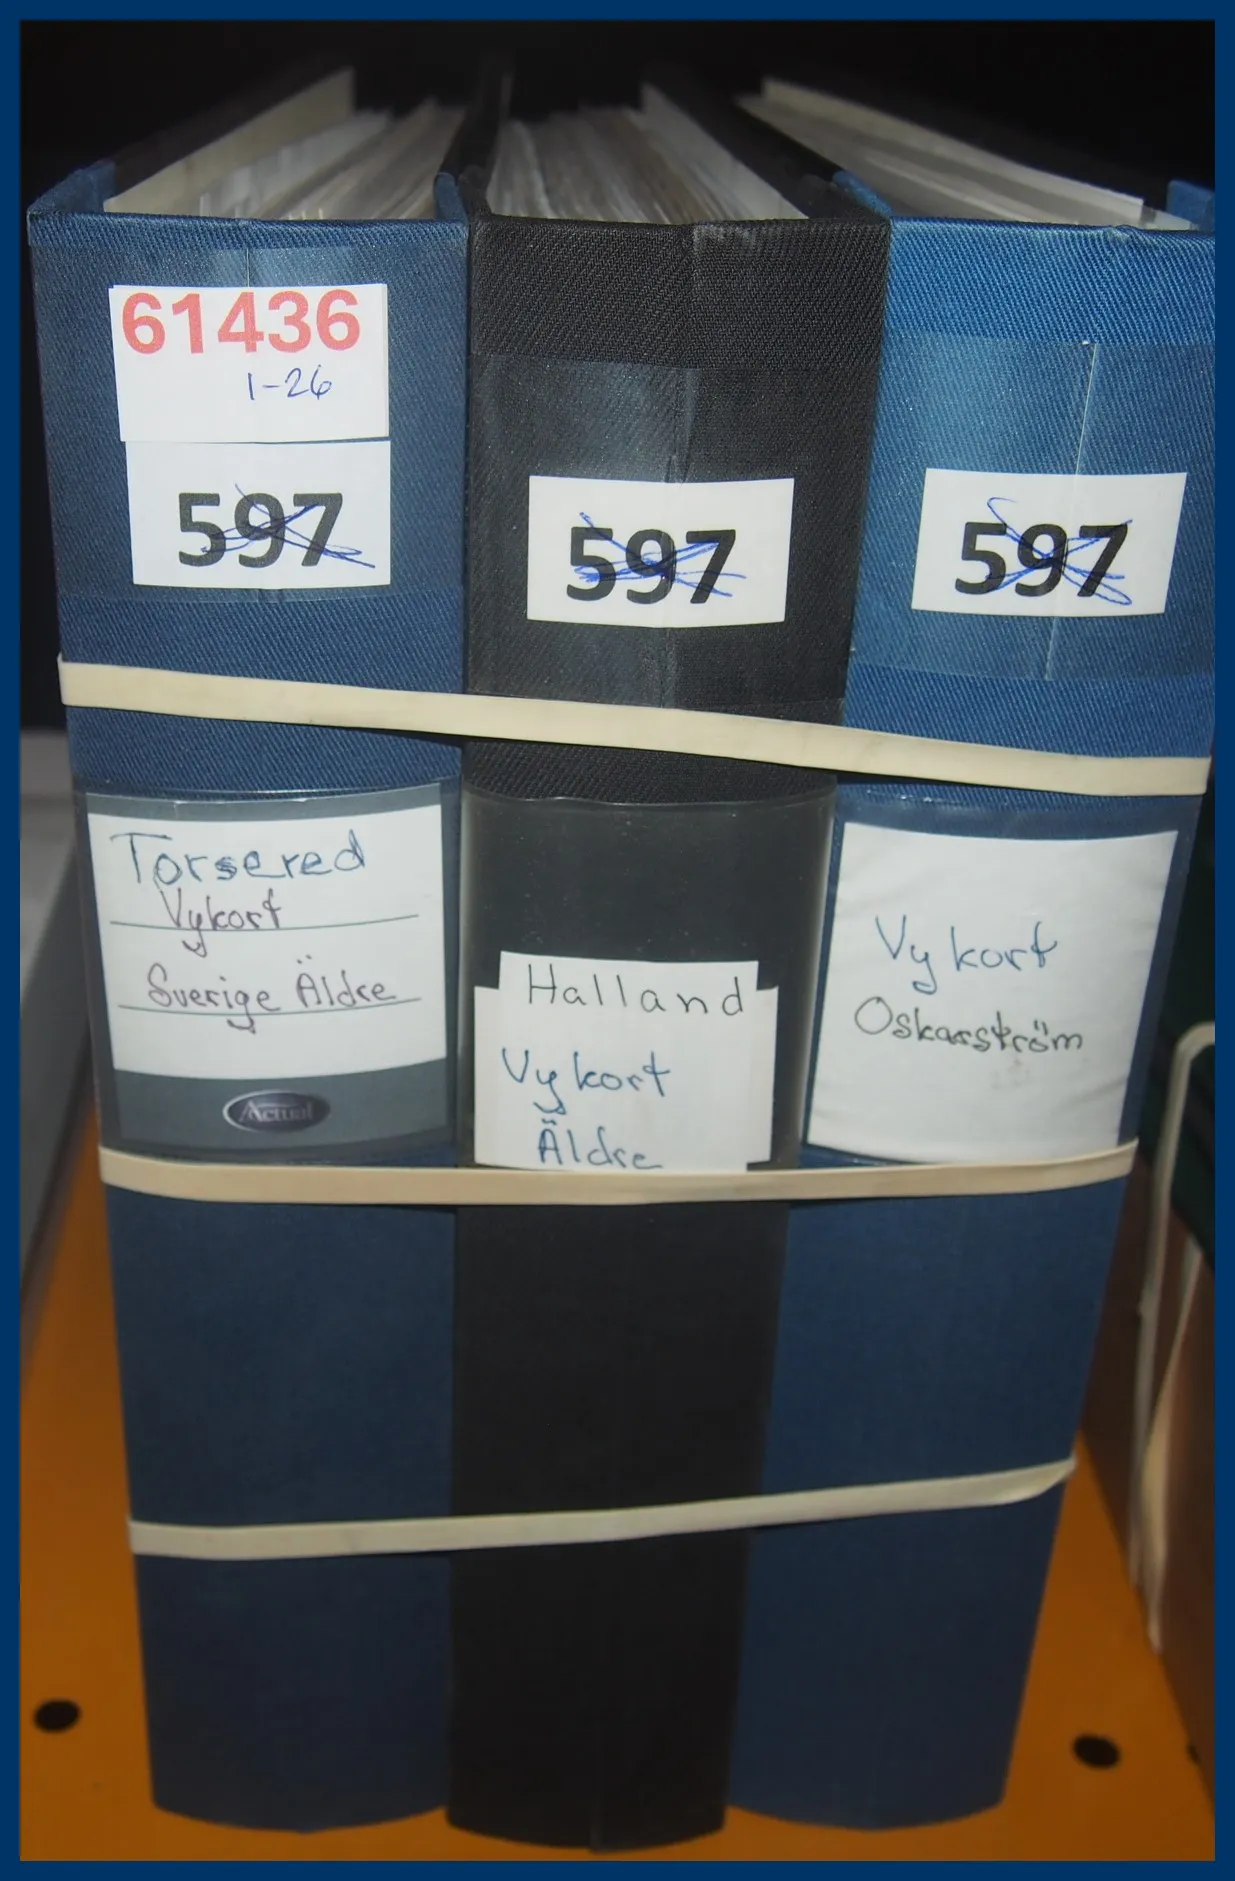 61436
1-26
597
Torsered
Vykort
Sverige Äldre
Actual
597
Halland
Vykort
Äldre
597
Vykort
Oskarström